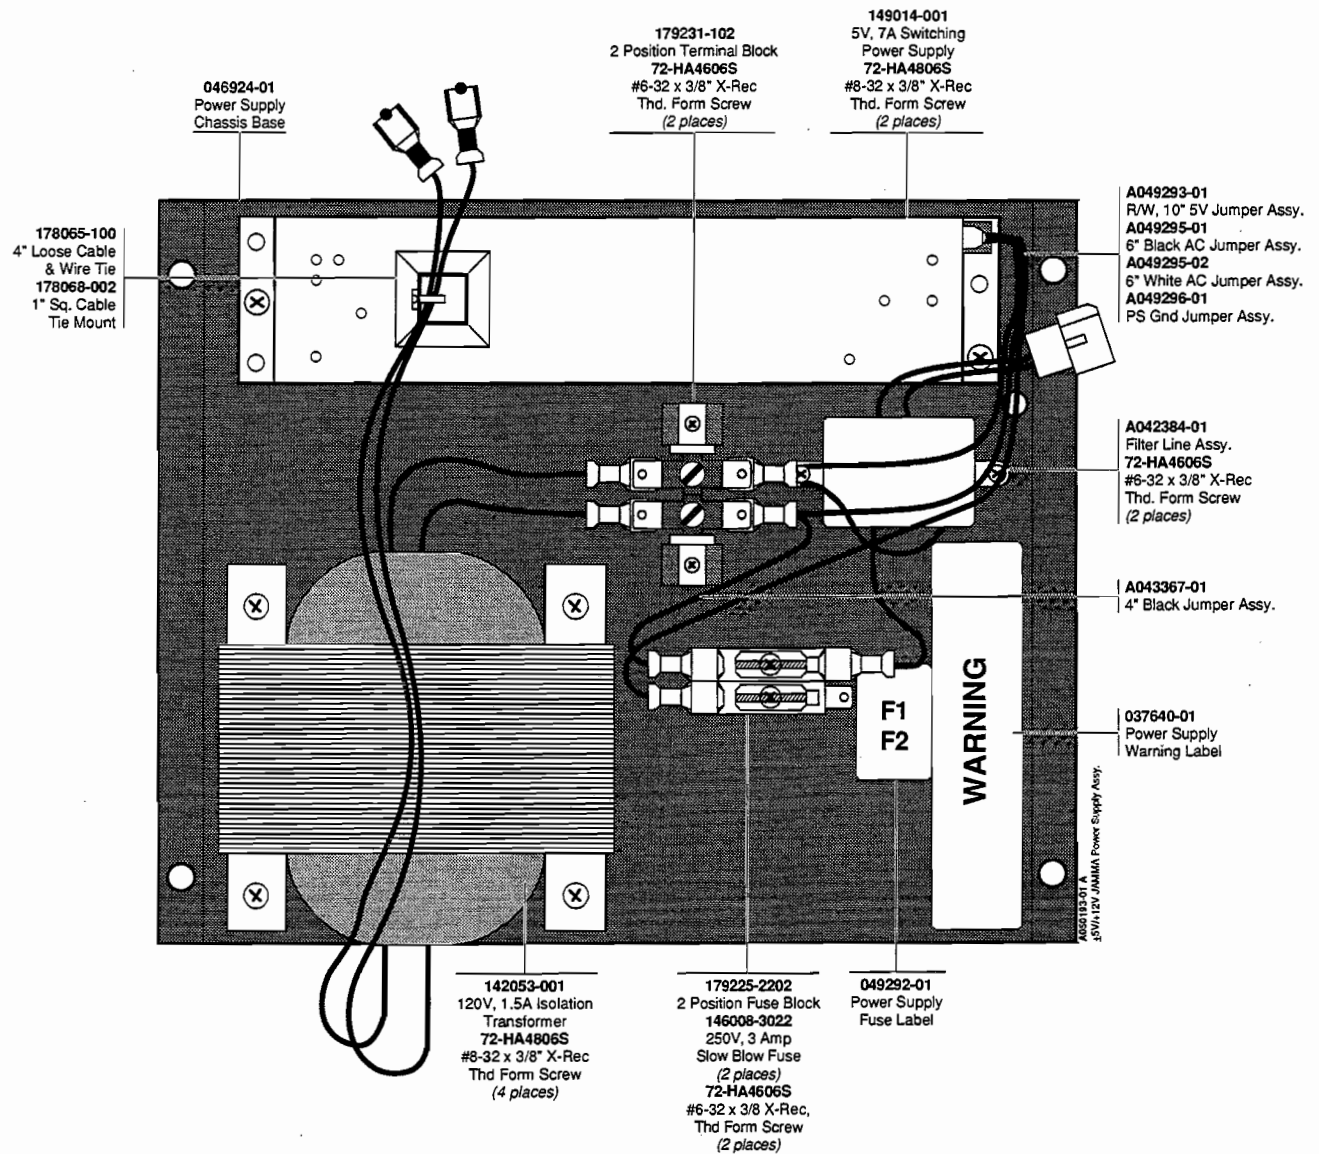 046924-01
Power Supply
Chassis Base
179231-102
2 Position Terminal Block
72-HA4606S
#6-32 x 3/8" X-Rec
Thd. Form Screw
(2 places)
149014-001
5V, 7A Switching
Power Supply
72-HA4806S
#8-32 x 3/8" X-Rec
Thd. Form Screw
(2 places)
178065-100
4" Loose Cable
& Wire Tie
178068-002
1" Sq. Cable
Tie Mount
A049293-01
R/W, 10" 5V Jumper Assy.
A049295-01
6" Black AC Jumper Assy.
A049295-02
6" White AC Jumper Assy.
A049296-01
PS Gnd Jumper Assy.
A042384-01
Filter Line Assy.
72-HA4606S
#6-32 x 3/8" X-Rec
Thd. Form Screw
(2 places)
A043367-01
4" Black Jumper Assy.
F1
F2
WARNING
037640-01
Power Supply
Warning Label
A050193-01 A
±5V/+12V JAMMA Power Supply Assy.
142053-001
120V, 1.5A Isolation
Transformer
72-HA4806S
#8-32 x 3/8" X-Rec
Thd Form Screw
(4 places)
179225-2202
2 Position Fuse Block
146008-3022
250V, 3 Amp
Slow Blow Fuse
(2 places)
72-HA4606S
#6-32 x 3/8 X-Rec,
Thd Form Screw
(2 places)
049292-01
Power Supply
Fuse Label